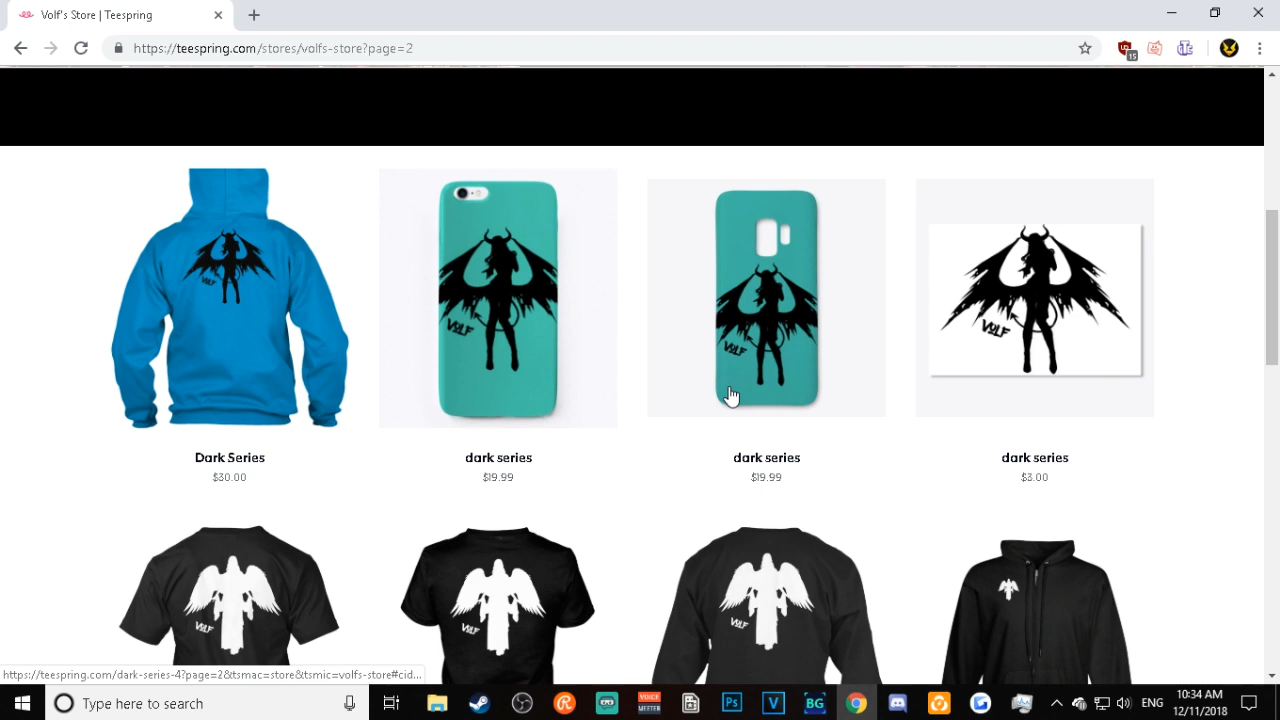 Volf's Store | Teespring
https://teespring.com/stores/volfs-store?page=2
15
VOLF
VOLF
VOLF
VOLF
Dark Series
dark series
dark series
dark series
$30.00
$19.99
$19.99
$3.00
VOLF
VOLF
VOLF
https://teespring.com/dark-series-4?page=2&tsmac=store&tsmic=volfs-store#cid...
Type here to search
VOICE
MEETER
Ps
V
BG
ENG
10:34 AM
12/11/2018